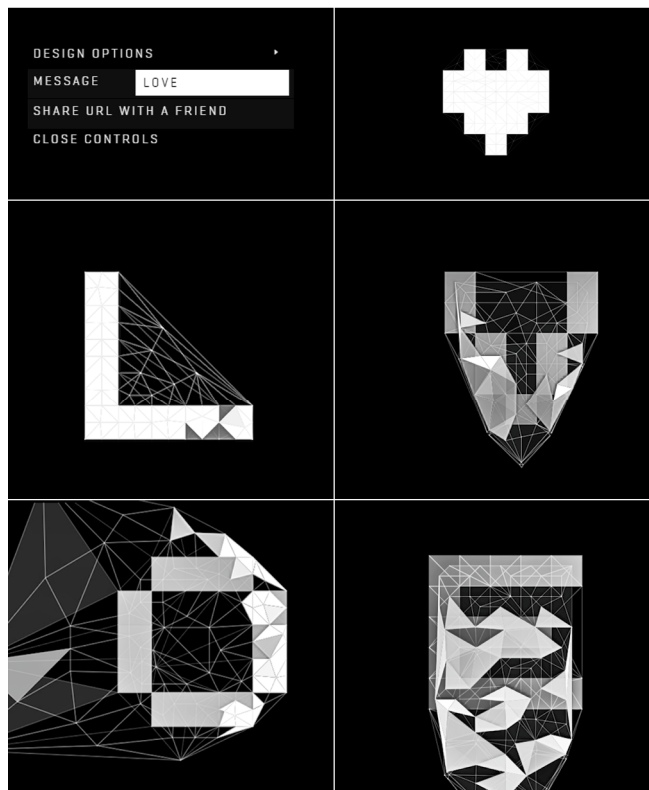 DESIGN OPTIONS
MESSAGE LOVE
SHARE URL WITH A FRIEND
CLOSE CONTROLS
L
V
O
E